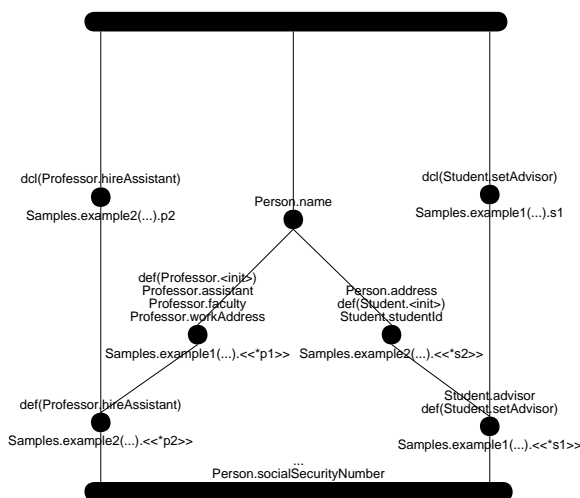 dcl(Professor.hireAssistant)
Samples.example2(...).p2
dcl(Student.setAdvisor)
Samples.example1(...).s1
Person.name
def(Professor.<init>)
Professor.assistant
Professor.faculty
Professor.workAddress
Samples.example1(...).<<*p1>>
Person.address
def(Student.<init>)
Student.studentId
Samples.example2(...).<<*s2>>
def(Professor.hireAssistant)
Samples.example2(...).<<*p2>>
Student.advisor
def(Student.setAdvisor)
Samples.example1(...).<<*s1>>
...
Person.socialSecurityNumber